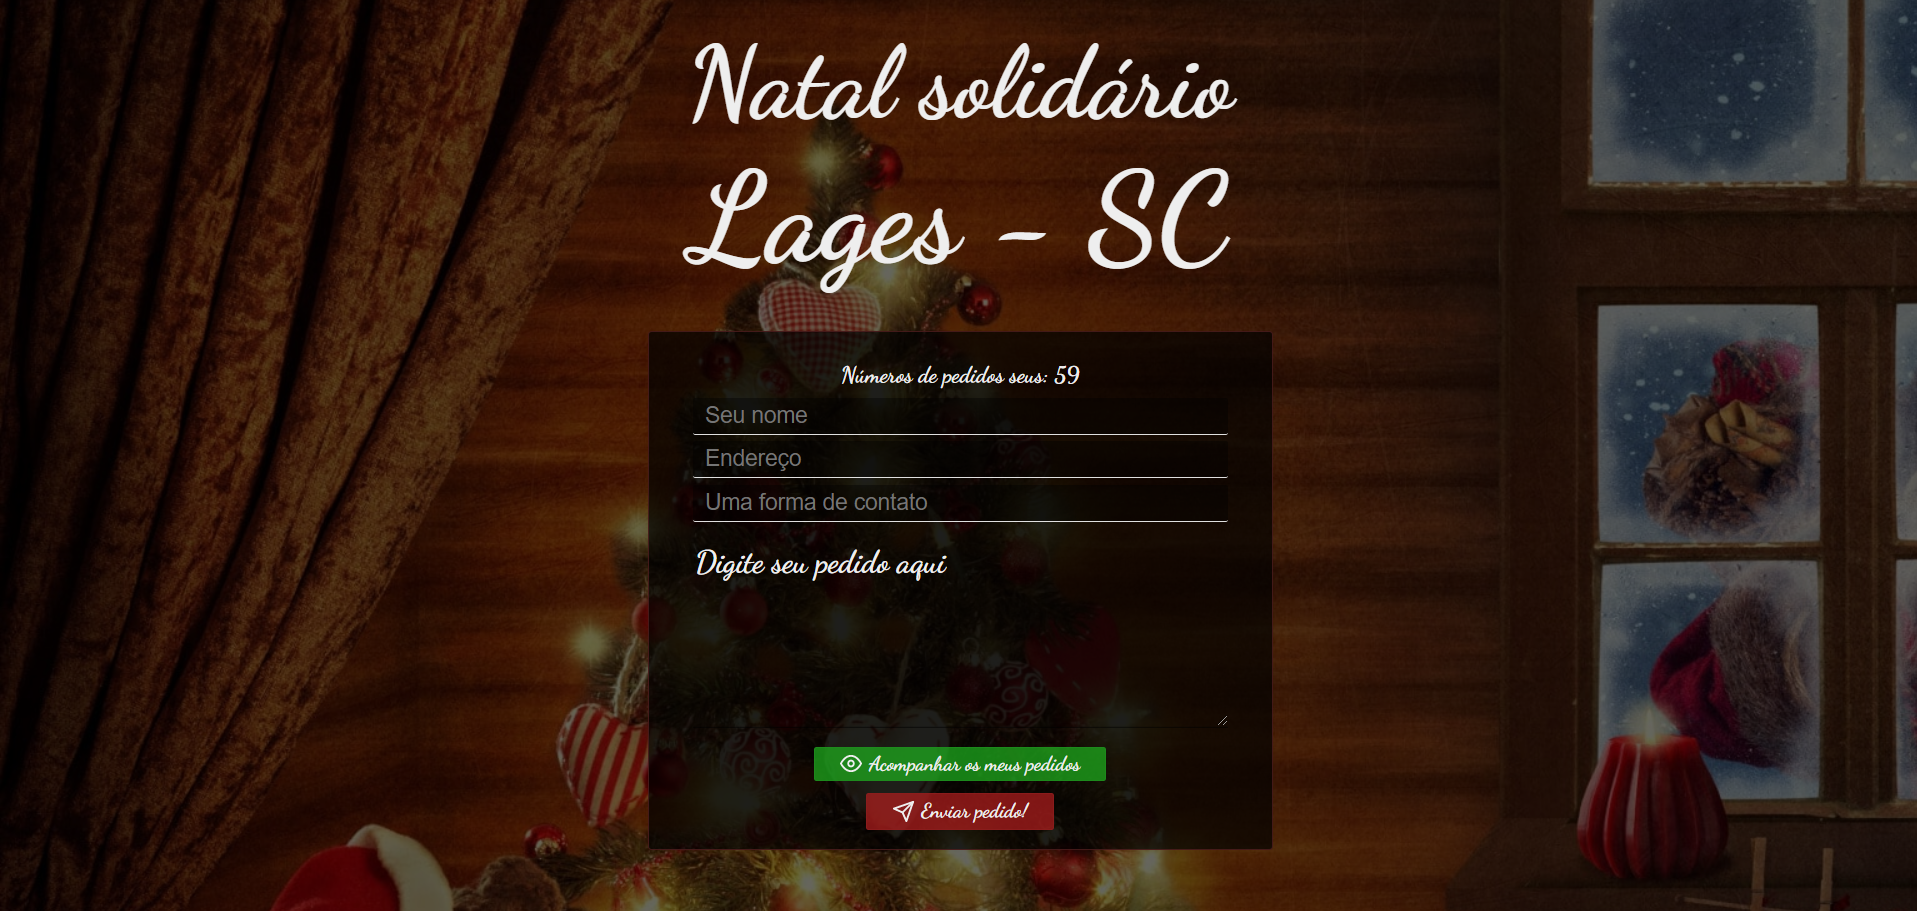 Natal solidário
Lages - SC
Números de pedidos seus: 59
Seu nome
Endereço
Uma forma de contato
Digite seu pedido aqui
Acompanhar os meus pedidos
Enviar pedido!